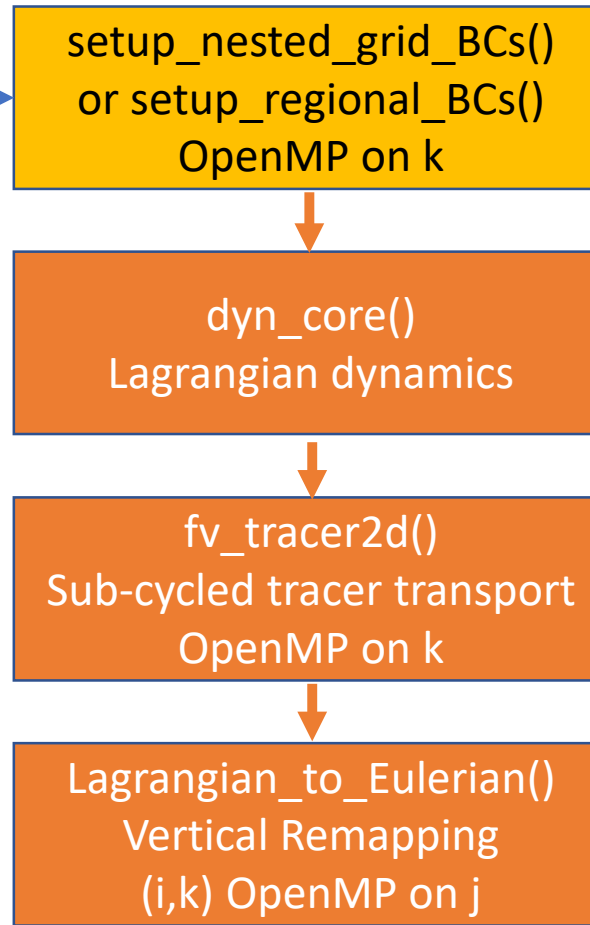 setup_nested_grid_BCs()
or setup_regional_BCs()
OpenMP on k
dyn_core()
Lagrangian dynamics
fv_tracer2d()
Sub-cycled tracer transport
OpenMP on k
Lagrangian_to_Eulerian()
Vertical Remapping
(i,k) OpenMP on j